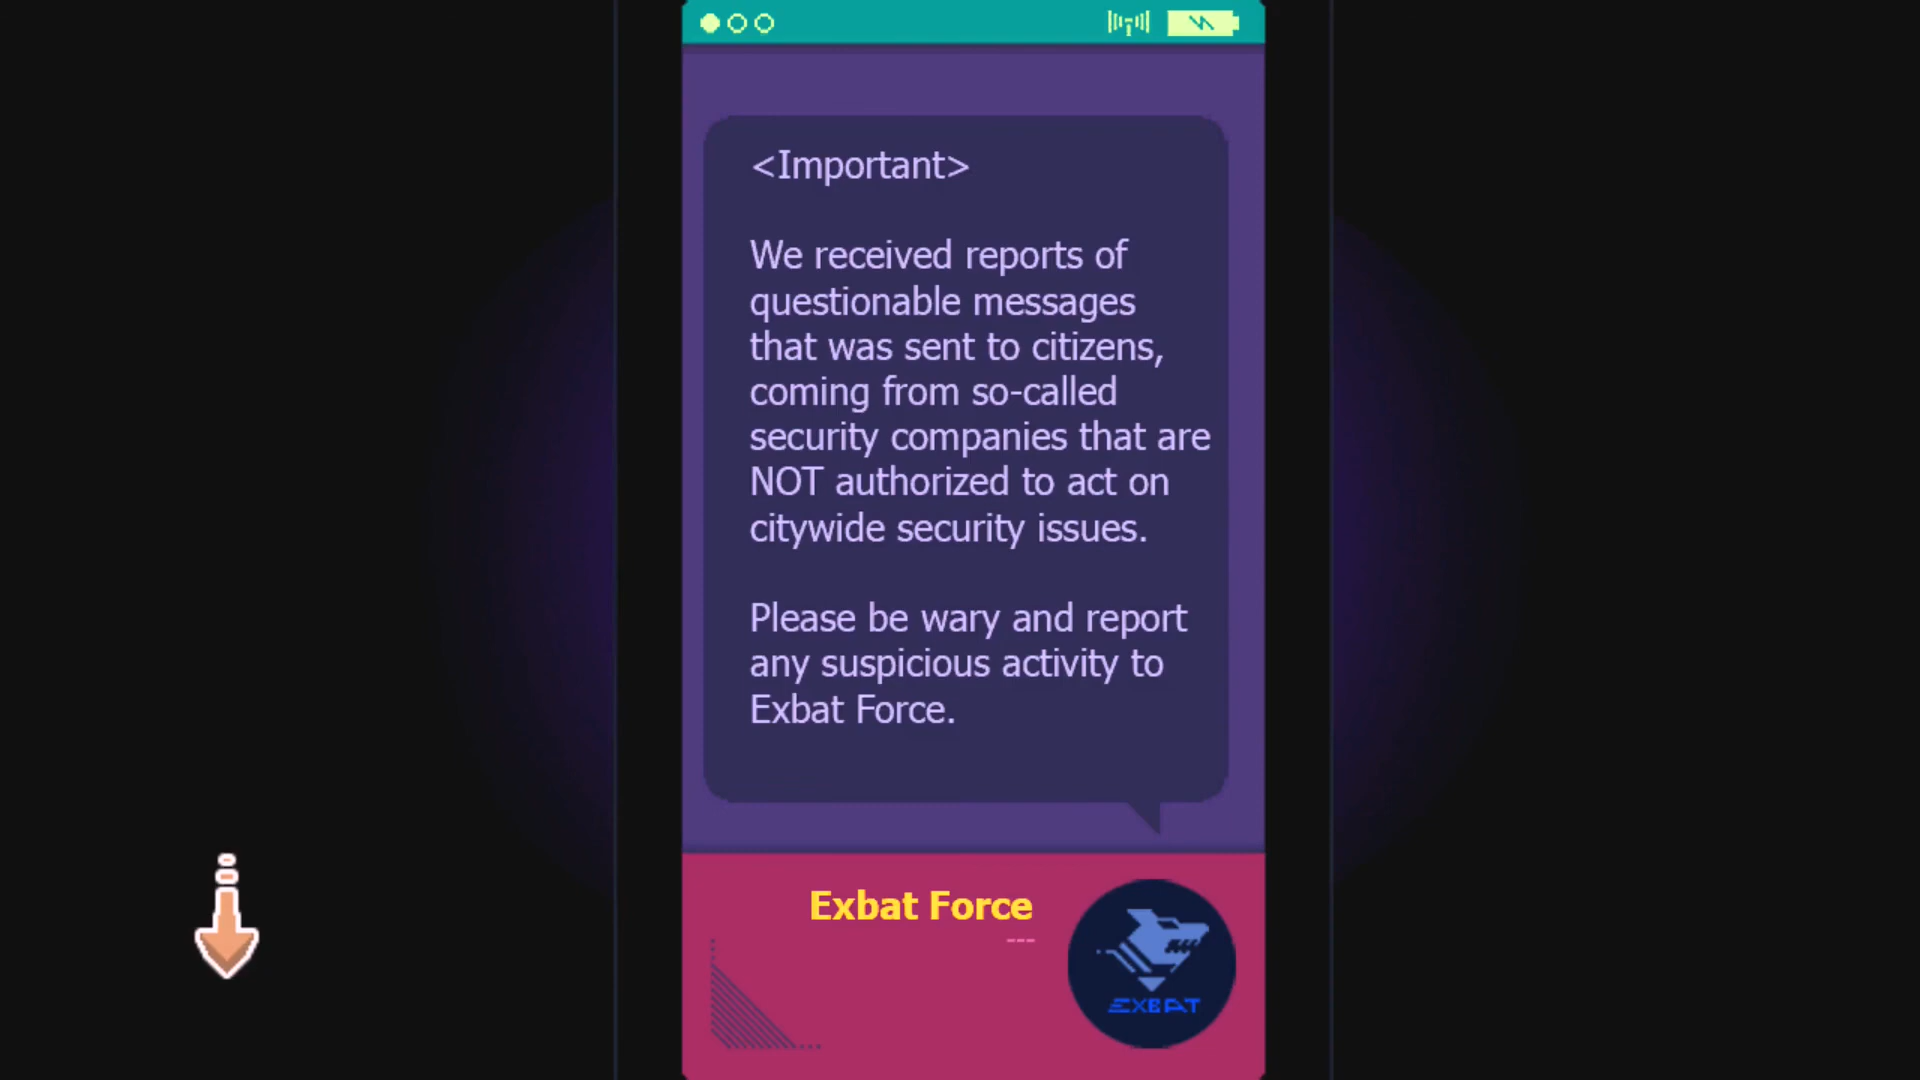 <Important>
We received reports of
questionable messages
that was sent to citizens,
coming from so-called
security companies that are
NOT authorized to act on
citywide security issues.
Please be wary and report
any suspicious activity to
Exbat Force.
Exbat Force
---
EXBAT